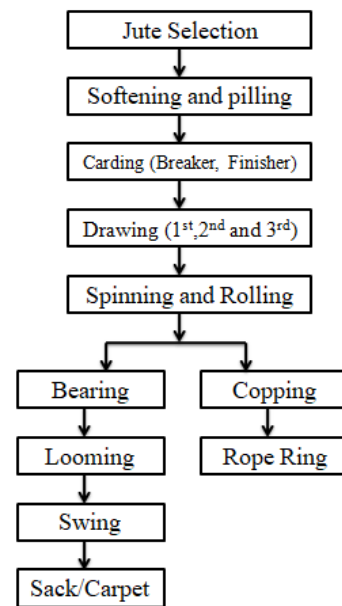 Jute Selection
Softening and pilling
Carding (Breaker, Finisher)
Drawing (1st,2nd and 3rd)
Spinning and Rolling
Bearing
Copping
Looming
Rope Ring
Swing
Sack/Carpet